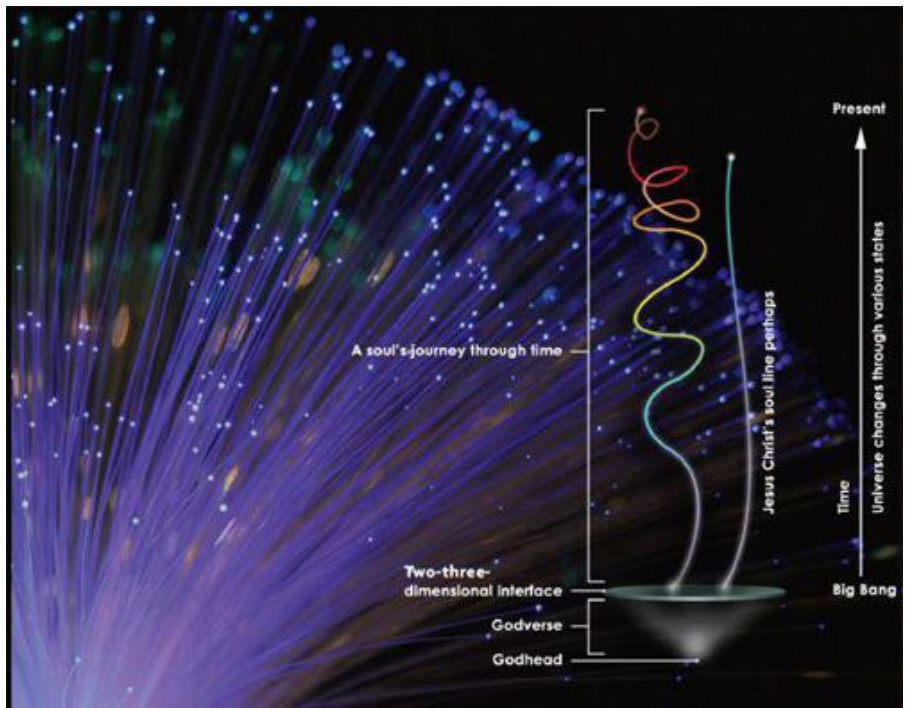 Present
A soul's-journey through time
Jesus Christ's soul line perhaps
Time
Universe changes through various states
Two-three-
dimensional interface
Big Bang
Godverse
Godhead